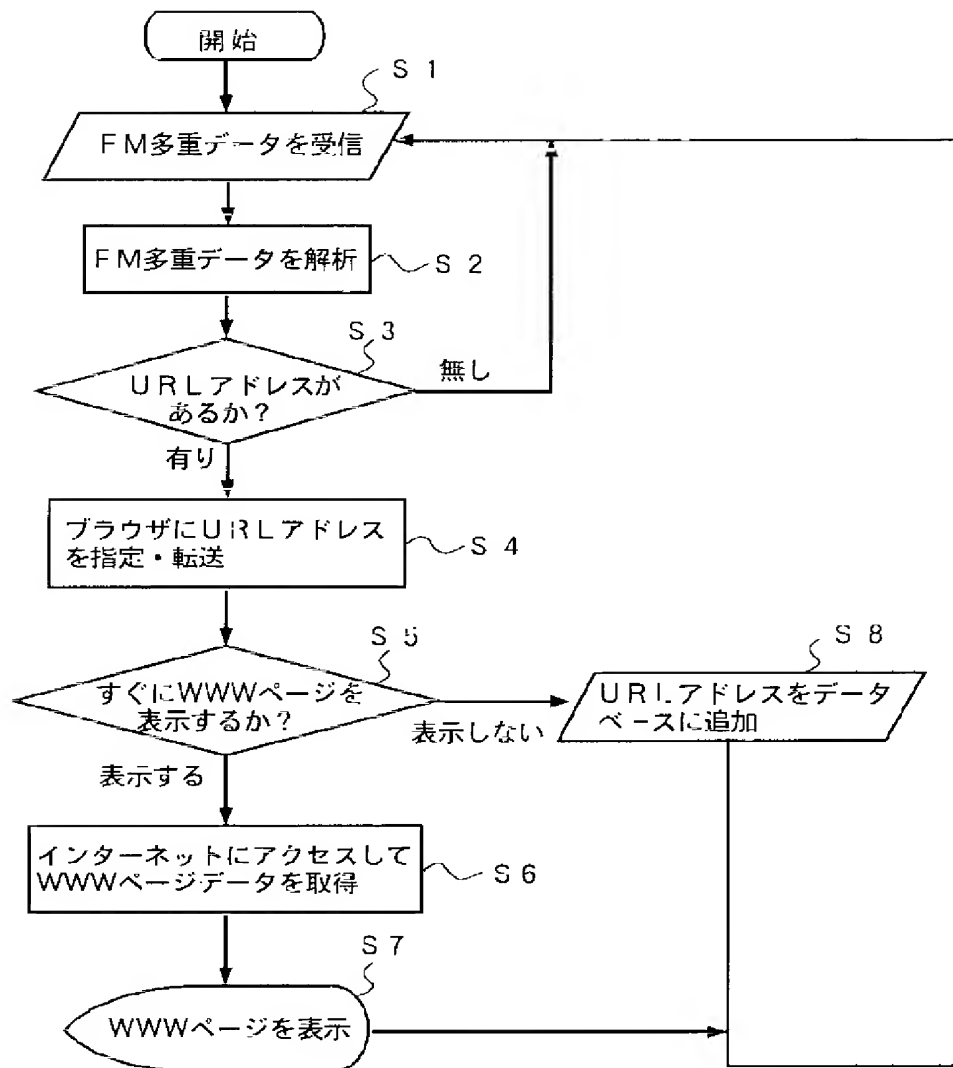 開始
S 1
FM多重データを受信
FM多重データを解析
S 2
S 3
URLアドレスが
あるか？
無し
有り
ブラウザにURLアドレス
を指定・転送
S 4
S 5
すぐにWWWページを
表示するか？
表示しない
S 8
URLアドレスをデータ
ベースに追加
表示する
インターネットにアクセスして
WWWページデータを取得
S 6
S 7
WWWページを表示